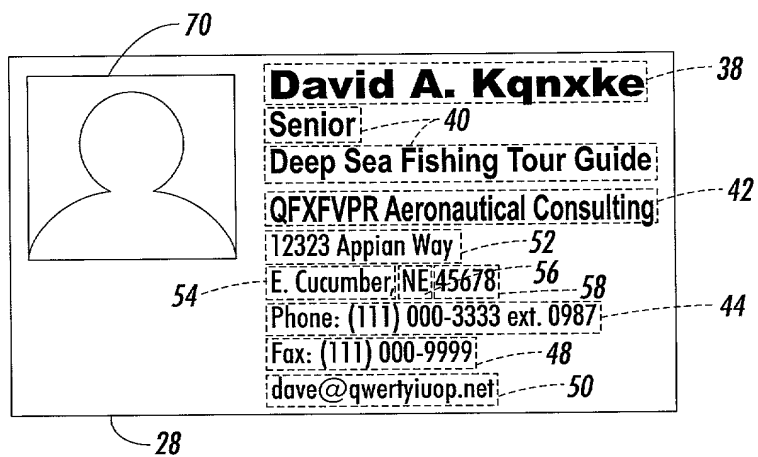 70
David A. Kqnxke 38
Senior 40
Deep Sea Fishing Tour Guide
QFXFVPR Aeronautical Consulting 42
12323 Appian Way 52
54 E. Cucumber, NE 45678 56
58
Phone: (111) 000-3333 ext. 0987 44
Fax: (111) 000-9999 48
dave@qwertyiuop.net 50
28